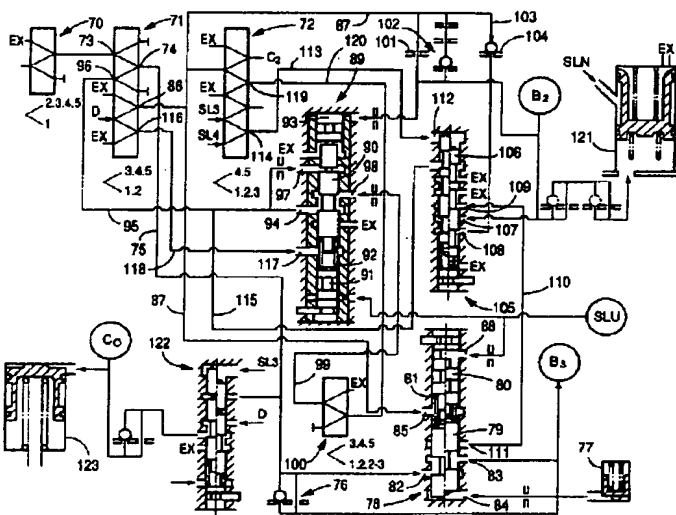 70
71
72
87
102
103
EX
73
74
EX
C2
113
120
101
104
89
EX
96
EX
86
D
EX
116
EX
SL3
SL4
119
114
93
112
B2
SLN
EX
121
2.3.4.5
1
3.4.5
1.2
4.5
1.2.3
EX
90
98
97
106
EX
EX
109
107
108
95
94
EX
75
92
118
117
91
EX
110
105
87
115
SLU
C0
122
SL3
99
88
B3
EX
81
80
D
85
79
77
EX
100
3.4.5
1.2.2-3
111
83
123
76
82
78
84